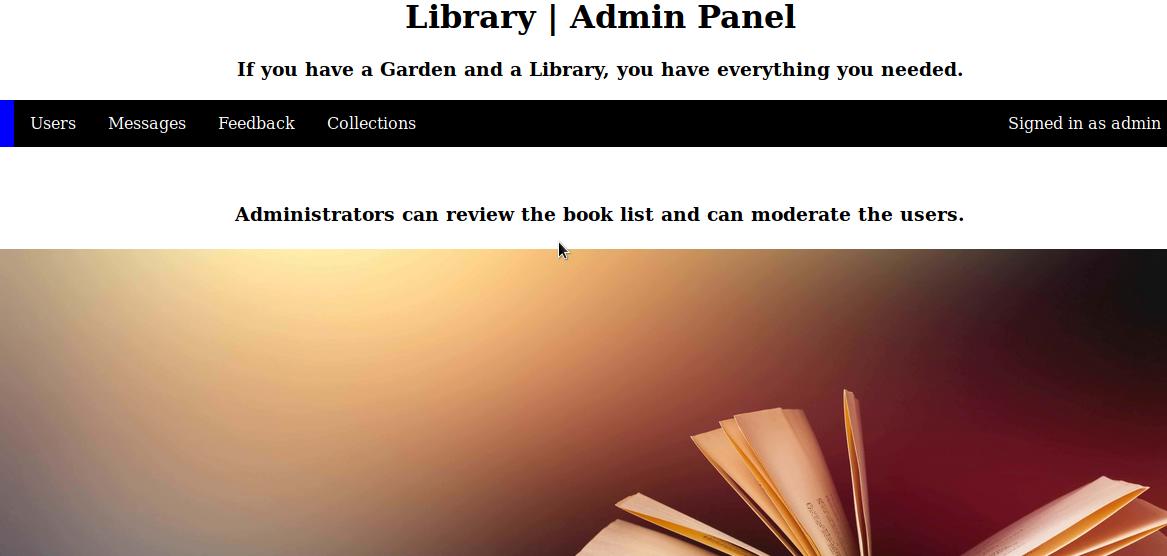 Library | Admin Panel
If you have a Garden and a Library, you have everything you needed.
Users Messages Feedback Collections Signed in as admin
Administrators can review the book list and can moderate the users.